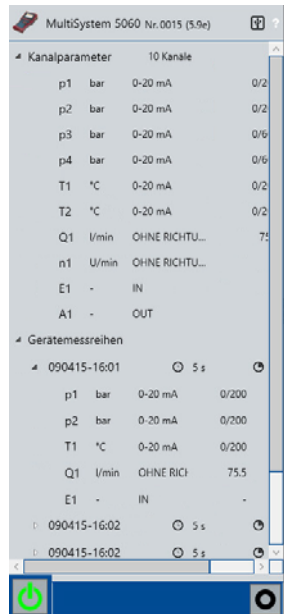 MultiSystem 5060 Nr. 0015 (5.9e) ?
Kanalparameter 10 Kanäle
p1 bar 0-20 mA 0/2
p2 bar 0-20 mA 0/2
p3 bar 0-20 mA 0/6
p4 bar 0-20 mA 0/6
T1 °C 0-20 mA 0/2
T2 °C 0-20 mA 0/2
Q1 l/min OHNE RICHTU... 75
n1 U/min OHNE RICHTU...
E1 - IN
A1 - OUT
Gerätemessreihen
090415-16:01 5 s
p1 bar 0-20 mA 0/200
p2 bar 0-20 mA 0/200
T1 °C 0-20 mA 0/200
Q1 l/min OHNE RICH 75.5
E1 - IN -
090415-16:02 5 s
090415-16:02 5 s